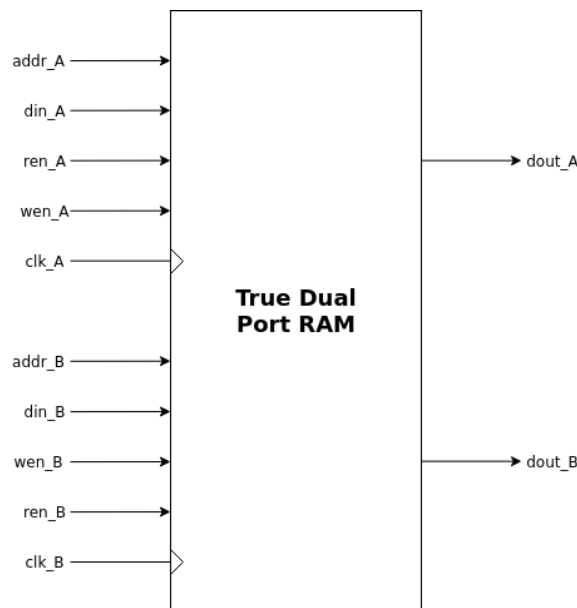 addr_A
din_A
ren_A
dout_A
wen_A
clk_A
True Dual
Port RAM
addr_B
din_B
wen_B
dout_B
ren_B
clk_B